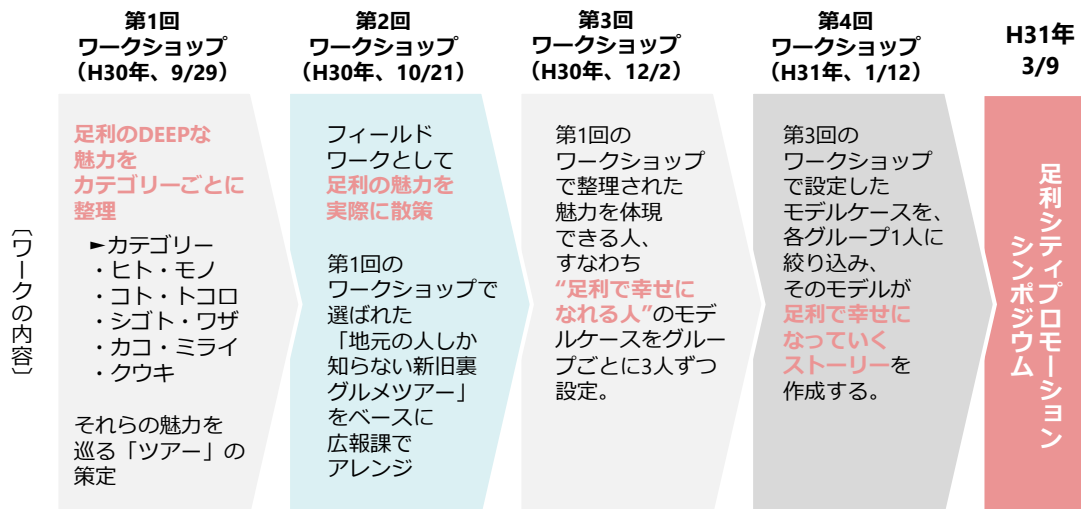 第1回
ワークショップ
（H30年、9/29）
第2回
ワークショップ
（H30年、10/21）
第3回
ワークショップ
（H30年、12/2）
第4回
ワークショップ
（H31年、1/12）
H31年
3/9
〔ワークの内容〕
足利のDEEPな
魅力を
カテゴリーごとに
整理
►カテゴリー
・ヒト・モノ
・コト・トコロ
・シゴト・ワザ
・カコ・ミライ
・クウキ
それらの魅力を
巡る「ツアー」の
策定
フィールド
ワークとして
足利の魅力を
実際に散策
第1回の
ワークショップで
選ばれた
「地元の人しか
知らない新旧裏
グルメツアー」
をベースに
広報課で
アレンジ
第1回の
ワークショップ
で整理された
魅力を体現
できる人、
すなわち
“足利で幸せに
なれる人”のモデ
ルケースをグルー
プごとに3人ずつ
設定。
第3回の
ワークショップ
で設定した
モデルケースを、
各グループ1人に
絞り込み、
そのモデルが
足利で幸せに
なっていく
ストーリーを
作成する。
足利シティプロモーション
シンポジウム